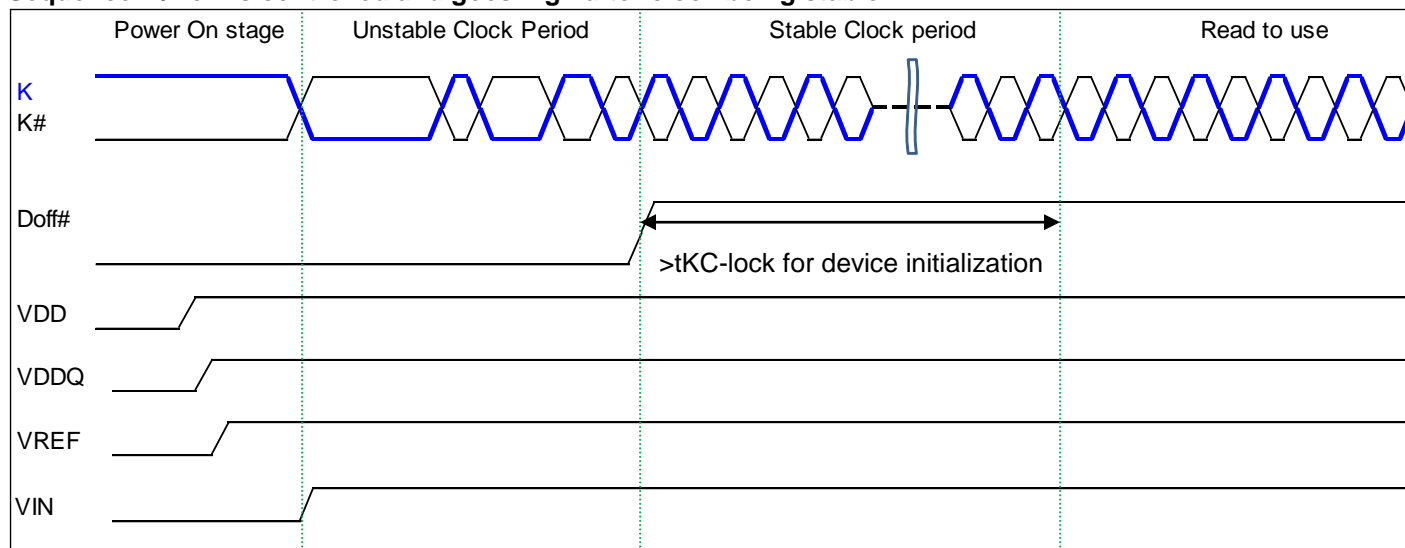 Power On stage Unstable Clock Period Stable Clock period Read to use
K
K#
Doff#
>tKC-lock for device initialization
VDD
VDDQ
VREF
VIN